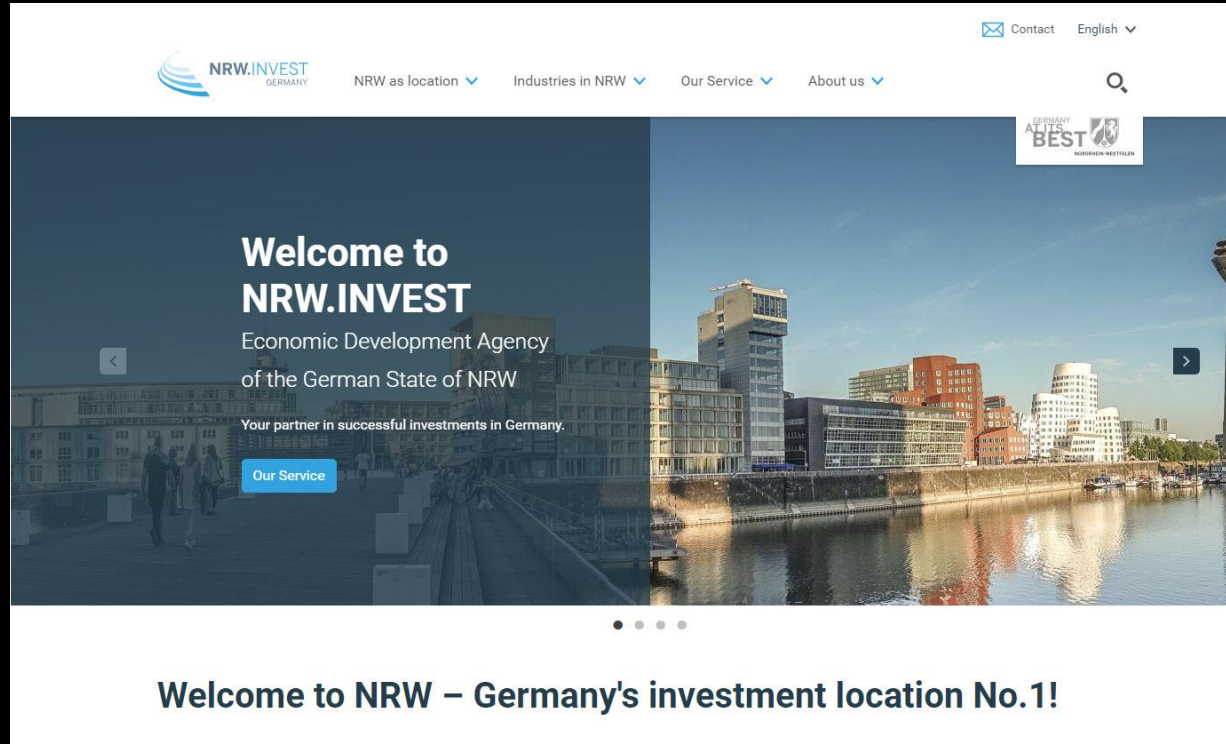 Contact English
NRW.INVEST
GERMANY
NRW as location Industries in NRW Our Service About us
GERMANY
AT ITS
BEST
NORDRHEIN-WESTFALEN
Welcome to
NRW.INVEST
Economic Development Agency
of the German State of NRW
Your partner in successful investments in Germany.
Our Service
Welcome to NRW – Germany's investment location No.1!